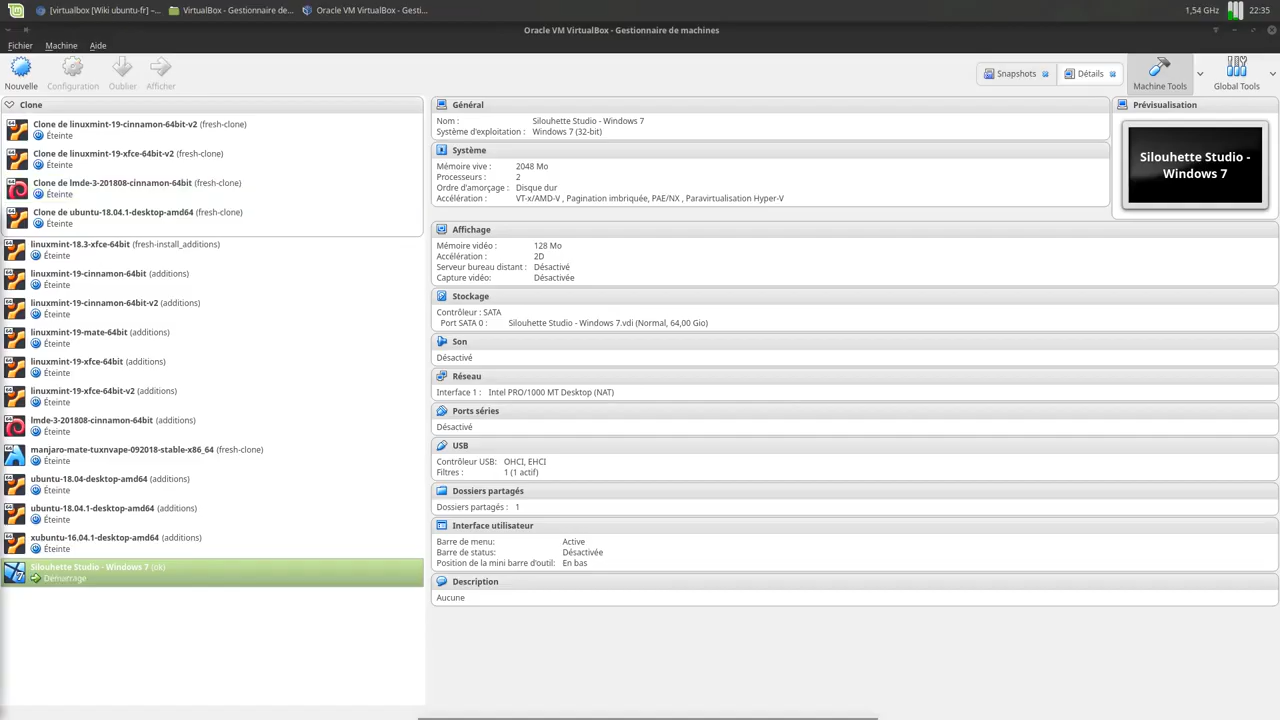 [virtualbox [Wiki ubuntu-fr] ~... VirtualBox - Gestionnaire de... Oracle VM VirtualBox - Gesti... 1,54 GHz 22:35
Oracle VM VirtualBox - Gestionnaire de machines
Fichier Machine Aide
Nouvelle Configuration Oublier Afficher
Snapshots Détails Machine Tools Global Tools
Clone
Clone de linuxmint-19-cinnamon-64bit-v2 (fresh-clone)
Éteinte
Clone de linuxmint-19-xfce-64bit-v2 (fresh-clone)
Éteinte
Clone de lmde-3-201808-cinnamon-64bit (fresh-clone)
Éteinte
Clone de ubuntu-18.04.1-desktop-amd64 (fresh-clone)
Éteinte
linuxmint-18.3-xfce-64bit (fresh-install_additions)
Éteinte
linuxmint-19-cinnamon-64bit (additions)
Éteinte
linuxmint-19-cinnamon-64bit-v2 (additions)
Éteinte
linuxmint-19-mate-64bit (additions)
Éteinte
linuxmint-19-xfce-64bit (additions)
Éteinte
linuxmint-19-xfce-64bit-v2 (additions)
Éteinte
lmde-3-201808-cinnamon-64bit (additions)
Éteinte
manjaro-mate-tuxnvape-092018-stable-x86_64 (fresh-clone)
Éteinte
ubuntu-18.04-desktop-amd64 (additions)
Éteinte
ubuntu-18.04.1-desktop-amd64 (additions)
Éteinte
xubuntu-16.04.1-desktop-amd64 (additions)
Éteinte
Silouhette Studio - Windows 7 (ok)
Démarrage
Général
Nom : Silouhette Studio - Windows 7
Système d'exploitation : Windows 7 (32-bit)
Système
Mémoire vive : 2048 Mo
Processeurs : 2
Ordre d'amorçage : Disque dur
Accélération : VT-x/AMD-V , Pagination imbriquée, PAE/NX , Paravirtualisation Hyper-V
Prévisualisation
Silouhette Studio -
Windows 7
Affichage
Mémoire vidéo : 128 Mo
Accélération : 2D
Serveur bureau distant : Désactivé
Capture vidéo: Désactivée
Stockage
Contrôleur : SATA
Port SATA 0 : Silouhette Studio - Windows 7.vdi (Normal, 64,00 Gio)
Son
Désactivé
Réseau
Interface 1 : Intel PRO/1000 MT Desktop (NAT)
Ports séries
Désactivé
USB
Contrôleur USB: OHCI, EHCI
Filtres : 1 (1 actif)
Dossiers partagés
Dossiers partagés : 1
Interface utilisateur
Barre de menu: Active
Barre de status: Désactivée
Position de la mini barre d'outil: En bas
Description
Aucune